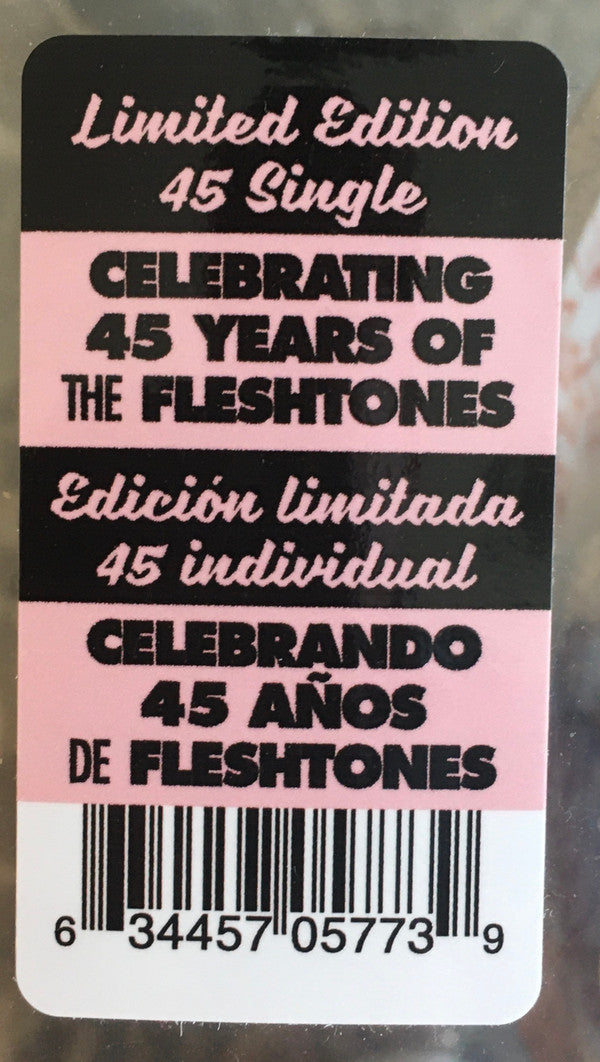 Limited Edition
45 Single
CELEBRATING
45 YEARS OF
THE FLESHTONES
Edición limitada
45 individual
CELEBRANDO
45 AÑOS
DE FLESHTONES
6 34457 05773 9